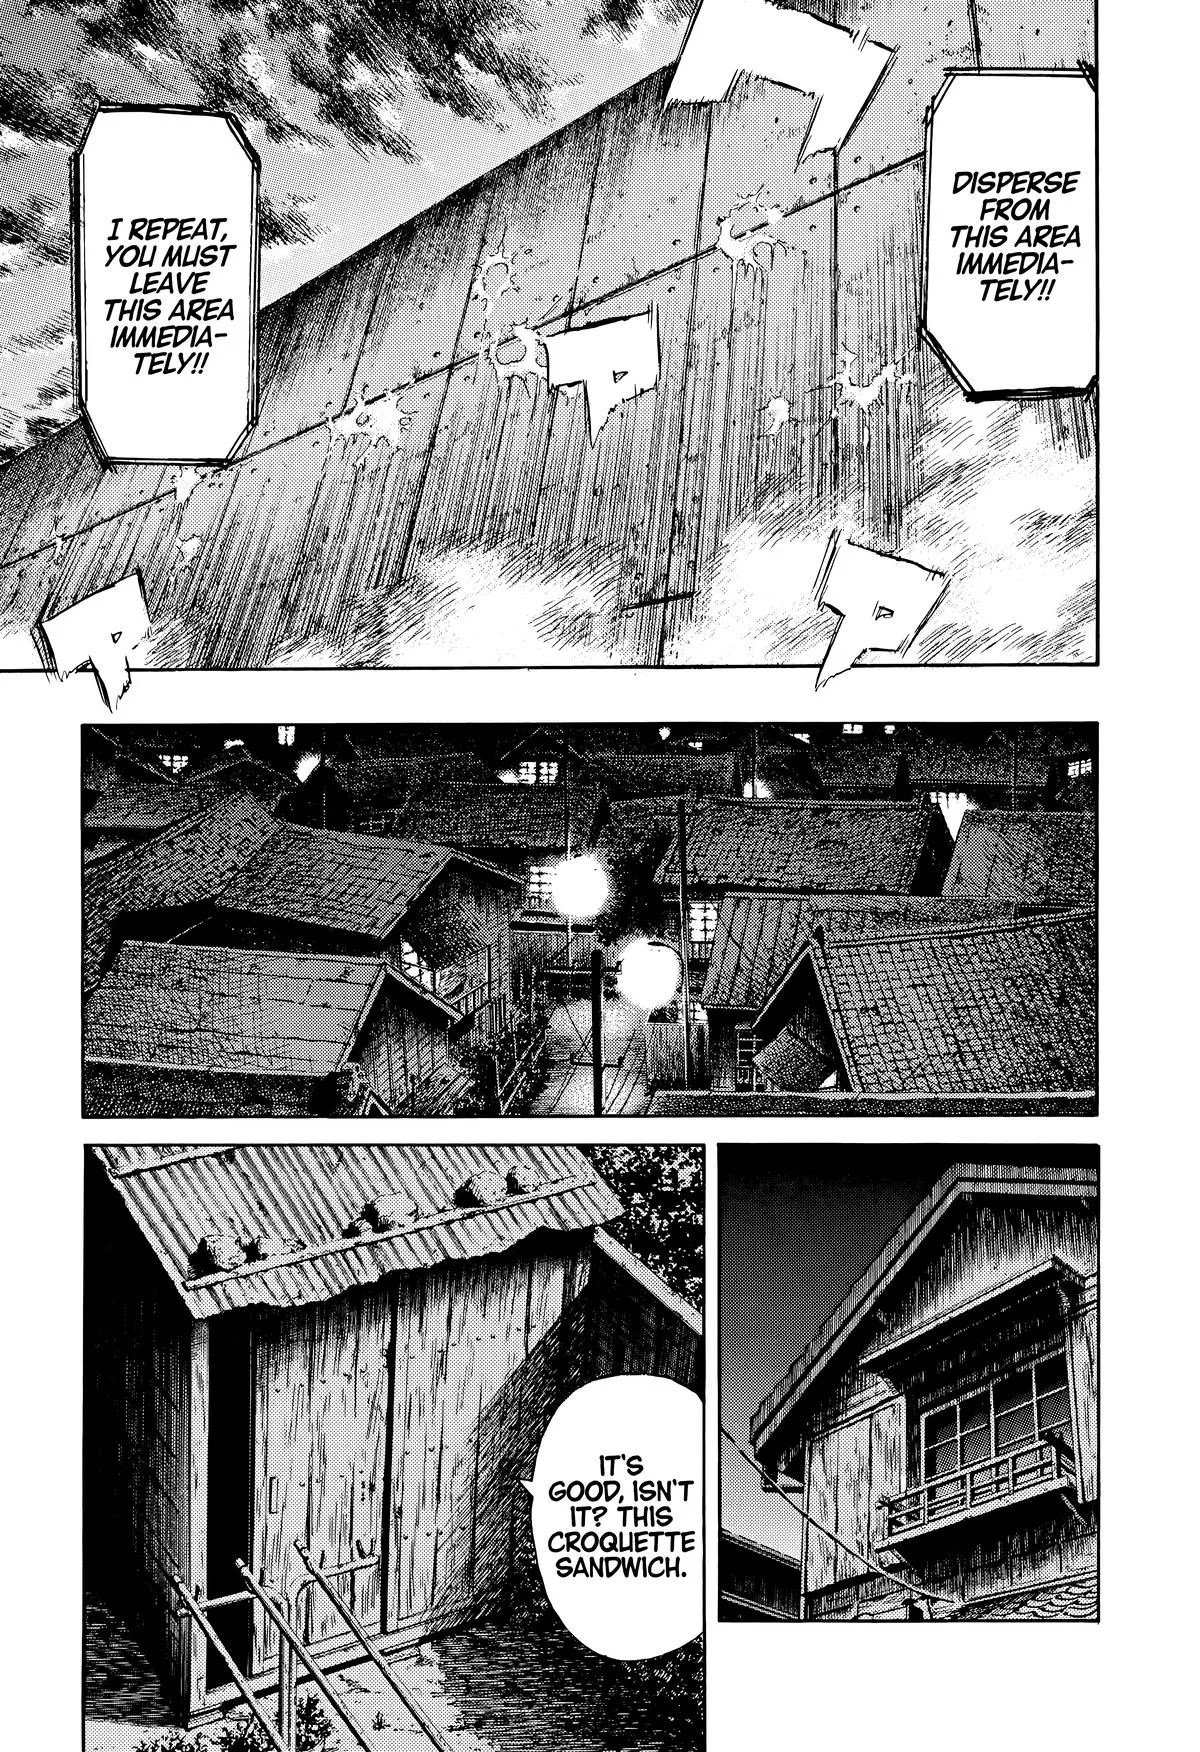 DISPERSE
FROM
THIS AREA
IMMEDIA-
TELY!!
I REPEAT,
YOU MUST
LEAVE
THIS AREA
IMMEDIA-
TELY!!
IT'S
GOOD, ISN'T
IT? THIS
CROQUETTE
SANDWICH.